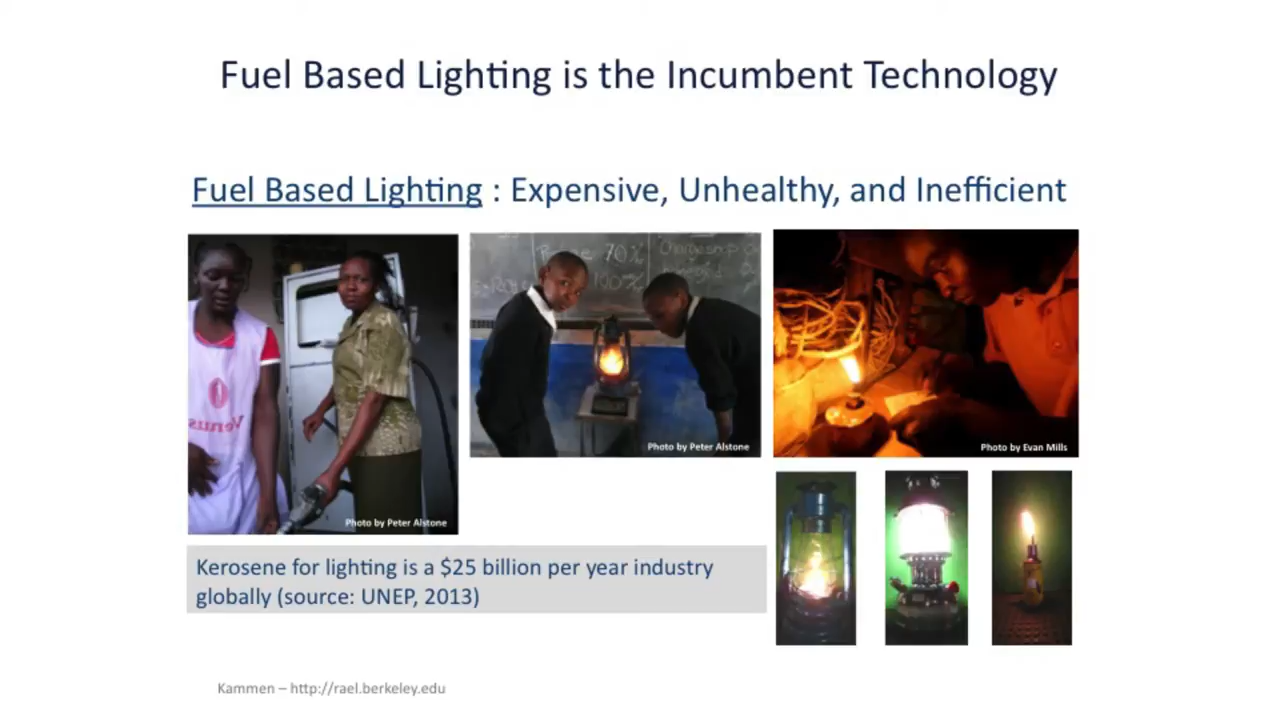 Fuel Based Lighting is the Incumbent Technology
Fuel Based Lighting : Expensive, Unhealthy, and Inefficient
Photo by Peter Alstone
70%
100%
Photo by Peter Alstone
Photo by Evan Mills
Kerosene for lighting is a $25 billion per year industry
globally (source: UNEP, 2013)
Kammen – http://rael.berkeley.edu